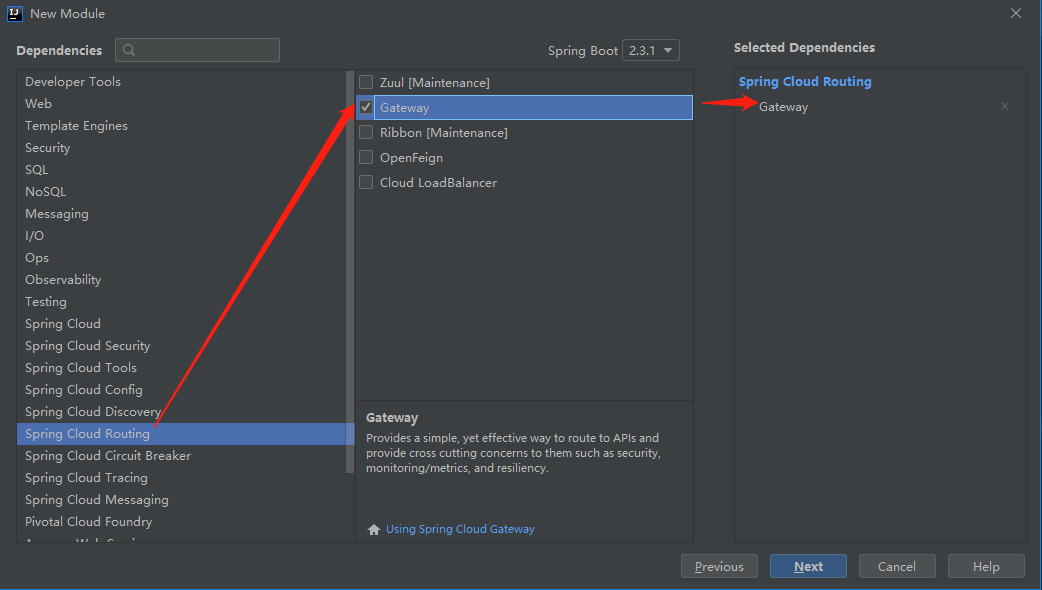 IJ New Module
Dependencies
Spring Boot 2.3.1
Developer Tools
Web
Template Engines
Security
SQL
NoSQL
Messaging
I/O
Ops
Observability
Testing
Spring Cloud
Spring Cloud Security
Spring Cloud Tools
Spring Cloud Config
Spring Cloud Discovery
Spring Cloud Routing
Spring Cloud Circuit Breaker
Spring Cloud Tracing
Spring Cloud Messaging
Pivotal Cloud Foundry
Zuul [Maintenance]
Gateway
Ribbon [Maintenance]
OpenFeign
Cloud LoadBalancer
Gateway
Provides a simple, yet effective way to route to APIs and
provide cross cutting concerns to them such as security,
monitoring/metrics, and resiliency.
Using Spring Cloud Gateway
Selected Dependencies
Spring Cloud Routing
Gateway
Previous
Next
Cancel
Help